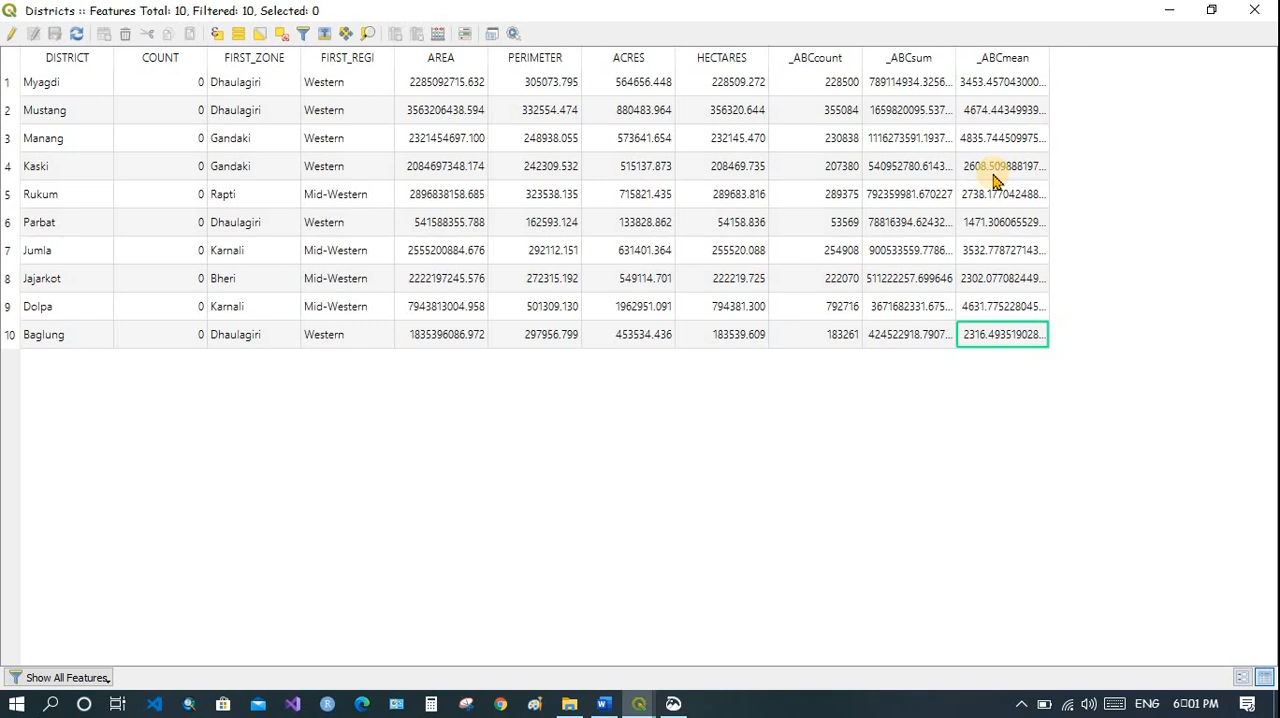 Districts :: Features Total: 10, Filtered: 10, Selected: 0
DISTRICT COUNT FIRST_ZONE FIRST_REGI AREA PERIMETER ACRES HECTARES _ABCcount _ABCsum _ABCmean
1 Myagdi 0 Dhaulagiri Western 2285092715.632 305073.795 564656.448 228509.272 228500 789114934.3256... 3453.457043000...
2 Mustang 0 Dhaulagiri Western 3563206438.594 332554.474 880483.964 356320.644 355084 1659820095.537... 4674.44349939...
3 Manang 0 Gandaki Western 2321454697.100 248938.055 573641.654 232145.470 230838 1116273591.1937... 4835.744509975...
4 Kaski 0 Gandaki Western 2084697348.174 242309.532 515137.873 208469.735 207380 540952780.6143... 2608.509888197...
5 Rukum 0 Rapti Mid-Western 2896838158.685 323538.135 715821.435 289683.816 289375 792359981.670227 2738.177042488...
6 Parbat 0 Dhaulagiri Western 541588355.788 162593.124 133828.862 54158.836 53569 78816394.62432... 1471.306065529...
7 Jumla 0 Karnali Mid-Western 2555200884.676 292112.151 631401.364 255520.088 254908 900533559.7786... 3532.778727143...
8 Jajarkot 0 Bheri Mid-Western 2222197245.576 272315.192 549114.701 222219.725 222070 511222257.699646 2302.077082449...
9 Dolpa 0 Karnali Mid-Western 7943813004.958 501309.130 1962951.091 794381.300 792716 3671682331.675... 4631.775228045...
10 Baglung 0 Dhaulagiri Western 1835396086.972 297956.799 453534.436 183539.609 183261 424522918.7907... 2316.493519028...
Show All Features
ENG 6:01 PM